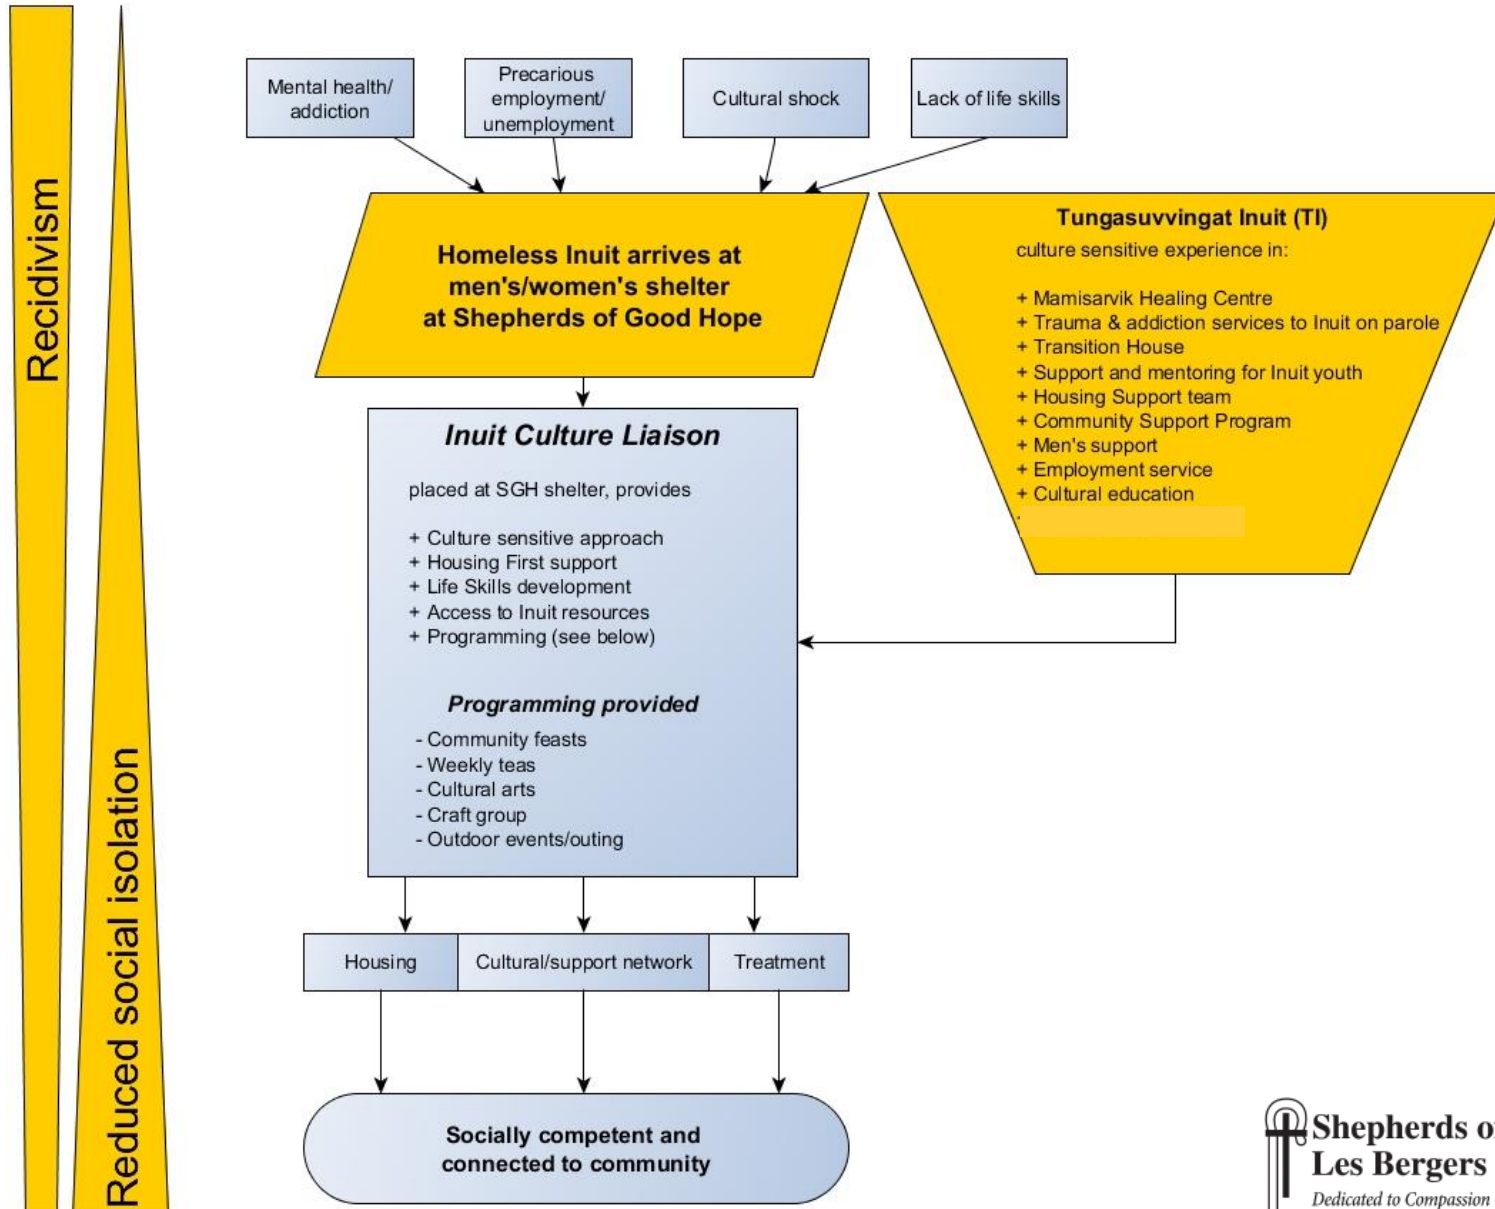 Recidivism
Reduced social isolation
Mental health/
addiction
Precarious
employment/
unemployment
Cultural shock
Lack of life skills
Homeless Inuit arrives at
men's/women's shelter
at Shepherds of Good Hope
Tungasuvvingat Inuit (TI)
culture sensitive experience in:
+ Mamisarvik Healing Centre
+ Trauma & addiction services to Inuit on parole
+ Transition House
+ Support and mentoring for Inuit youth
+ Housing Support team
+ Community Support Program
+ Men's support
+ Employment service
+ Cultural education
Inuit Culture Liaison
placed at SGH shelter, provides
+ Culture sensitive approach
+ Housing First support
+ Life Skills development
+ Access to Inuit resources
+ Programming (see below)
Programming provided
- Community feasts
- Weekly teas
- Cultural arts
- Craft group
- Outdoor events/outing
Housing
Cultural/support network
Treatment
Socially competent and
connected to community
Shepherds
Les Bergers
Dedicated to Compassion